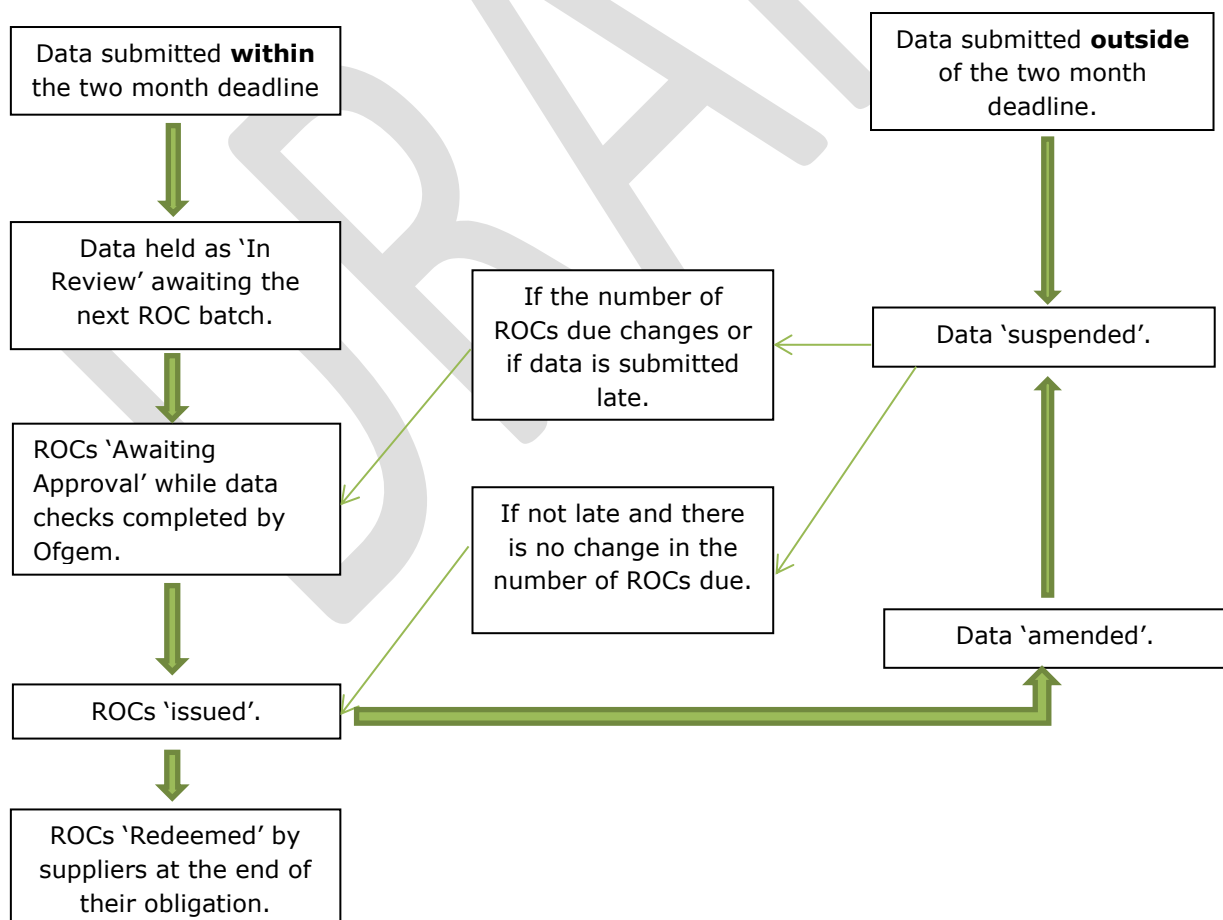 Data submitted within
the two month deadline
Data submitted outside
of the two month
deadline.
Data held as ‘In
Review’ awaiting the
next ROC batch.
If the number of
ROCs due changes or
if data is submitted
late.
Data ‘suspended’.
ROCs ‘Awaiting
Approval’ while data
checks completed by
Ofgem.
If not late and there
is no change in the
number of ROCs due.
Data ‘amended’.
ROCs ‘issued’.
ROCs ‘Redeemed’ by
suppliers at the end of
their obligation.